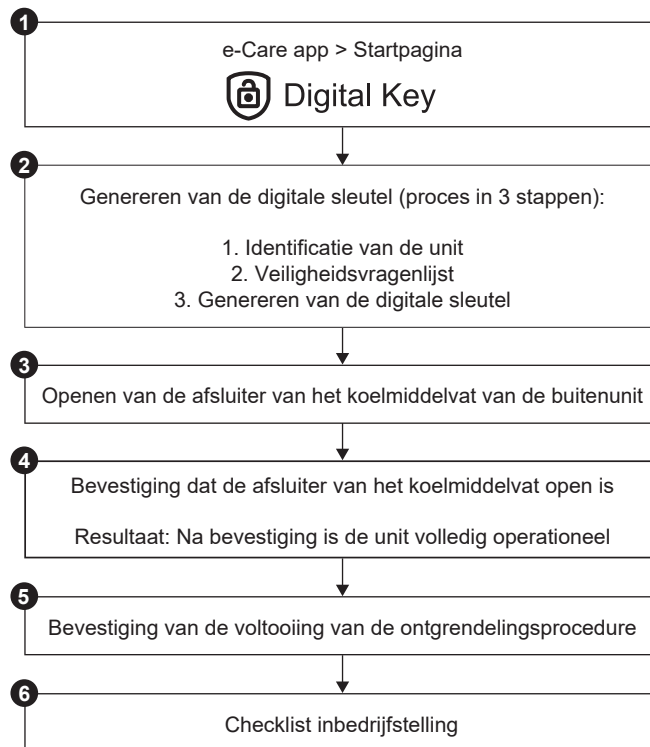 1
e-Care app > Startpagina
Digital Key
2
Genereren van de digitale sleutel (proces in 3 stappen):
1. Identificatie van de unit
2. Veiligheidsvragenlijst
3. Genereren van de digitale sleutel
3
Openen van de afsluiter van het koelmiddelvat van de buitenunit
4
Bevestiging dat de afsluiter van het koelmiddelvat open is
Resultaat: Na bevestiging is de unit volledig operationeel
5
Bevestiging van de voltooiing van de ontgrendelingsprocedure
6
Checklist inbedrijfstelling